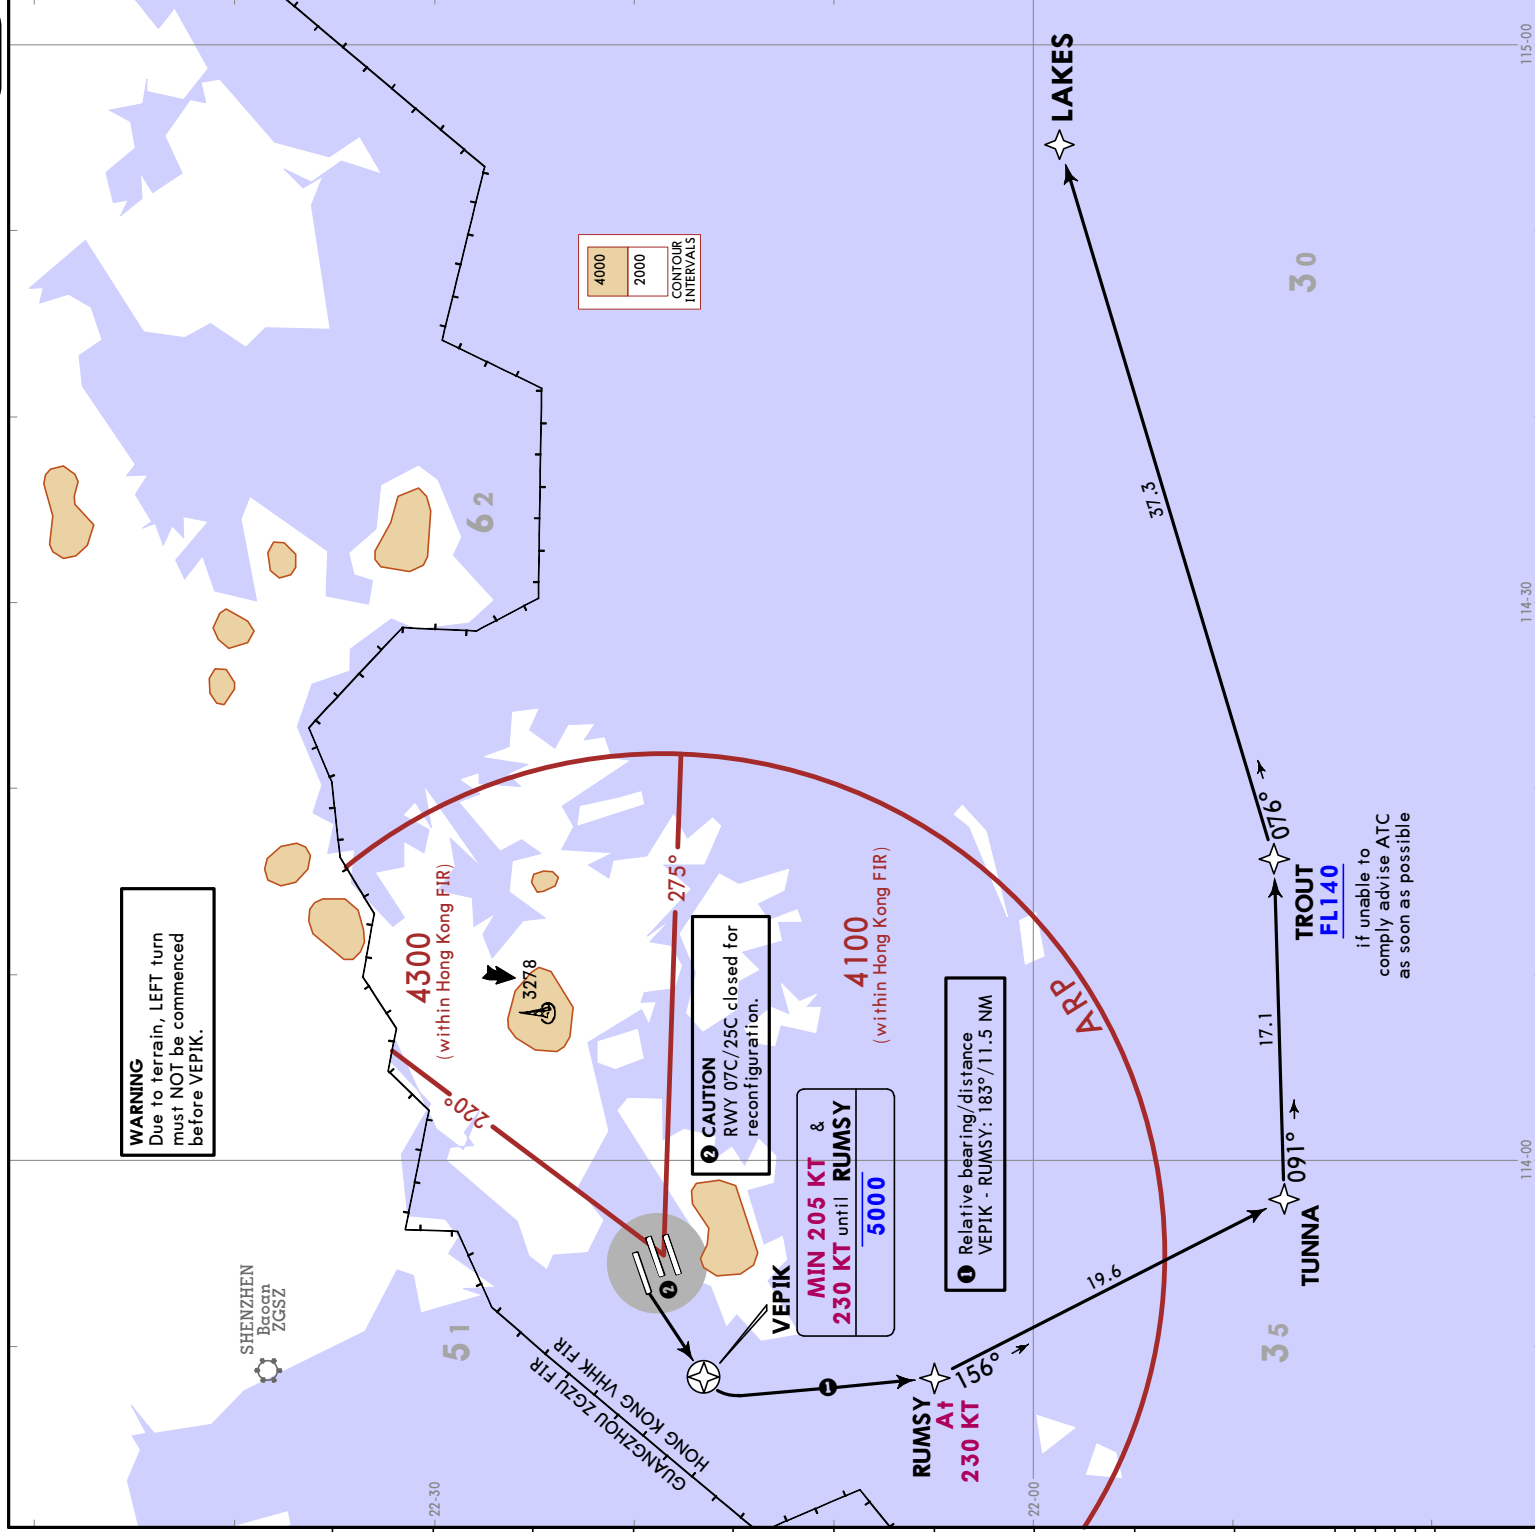 WARNING
Due to terrain, LEFT turn
must NOT be commenced
before VEPIK.
SHENZHEN
Baoan
ZGSZ
51
62
30
35
4000
2000
CONTOUR
INTERVALS
4300
(within Hong Kong FIR)
3278
220°
275°
2 CAUTION
RWY 07C/25C closed for
reconfiguration.
4100
(within Hong Kong FIR)
ARP
GUANGZHOU ZGZU FIR
HONG KONG VHHK FIR
2
VEPIK
MIN 205 KT &
230 KT until RUMSY
5000
1 Relative bearing/distance
VEPIK - RUMSY: 183°/11.5 NM
1
RUMSY
At
230 KT
156°
19.6
TUNNA
091°
17.1
TROUT
FL140
if unable to
comply advise ATC
as soon as possible
076°
37.3
LAKES
22-30
22-00
114-00
114-30
115-00